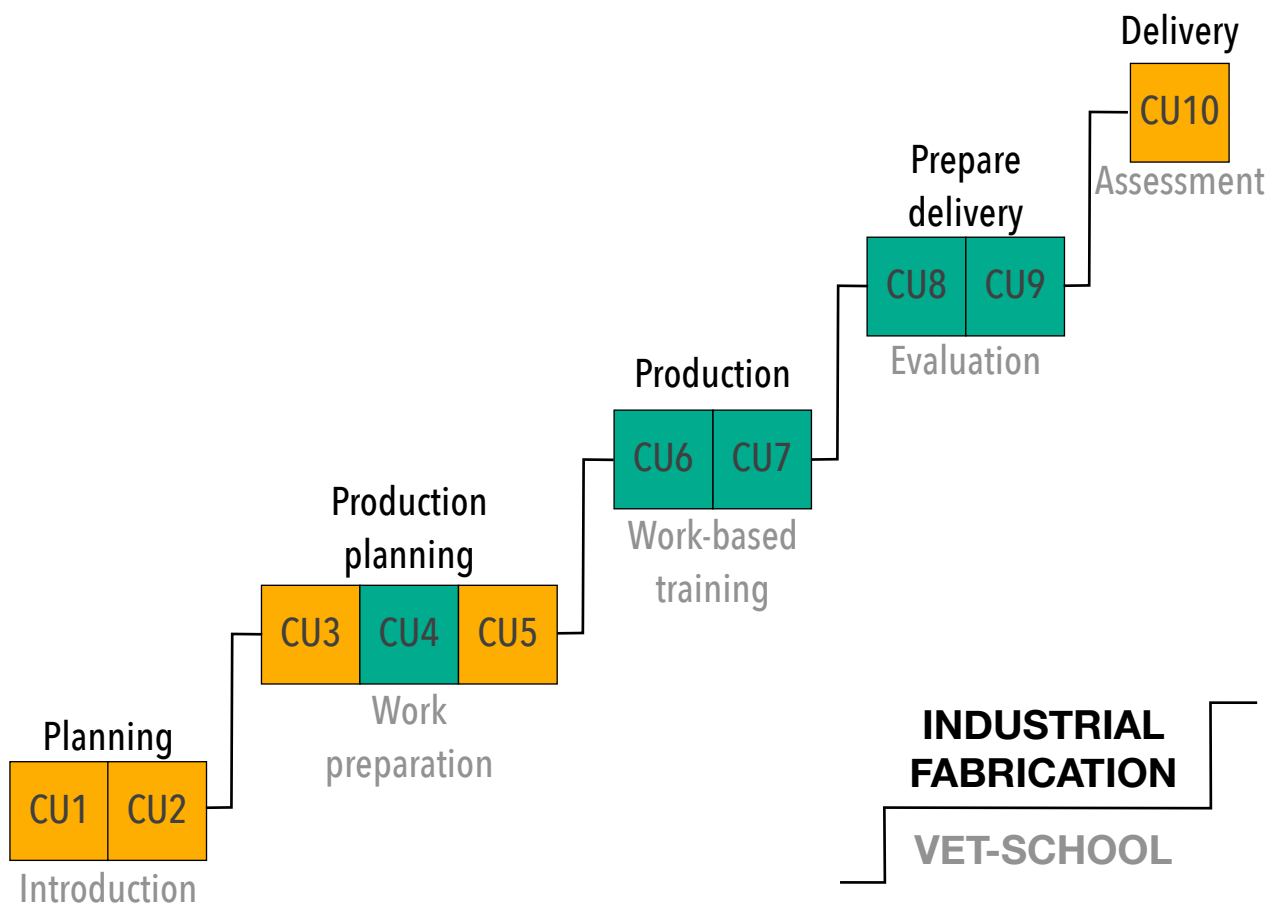 Delivery
CU10
Assessment
Prepare
delivery
CU8 CU9
Evaluation
Production
CU6 CU7
Work-based
training
Production
planning
CU3 CU4 CU5
Work
preparation
Planning
CU1 CU2
Introduction
INDUSTRIAL
FABRICATION
VET-SCHOOL